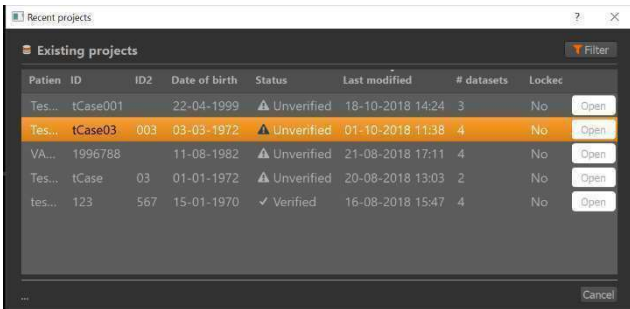 Recent projects ? ×
Existing projects Filter
Patien ID ID2 Date of birth Status Last modified # datasets Lockec
Tes... tCase001 22-04-1999 Unverified 18-10-2018 14:24 3 No Open
Tes... tCase03 003 03-03-1972 Unverified 01-10-2018 11:38 4 No Open
VA... 1996788 11-08-1982 Unverified 21-08-2018 17:11 4 No Open
Tes... tCase 03 01-01-1972 Unverified 20-08-2018 13:03 2 No Open
tes... 123 567 15-01-1970 ✓ Verified 16-08-2018 15:47 4 No Open
... Cancel